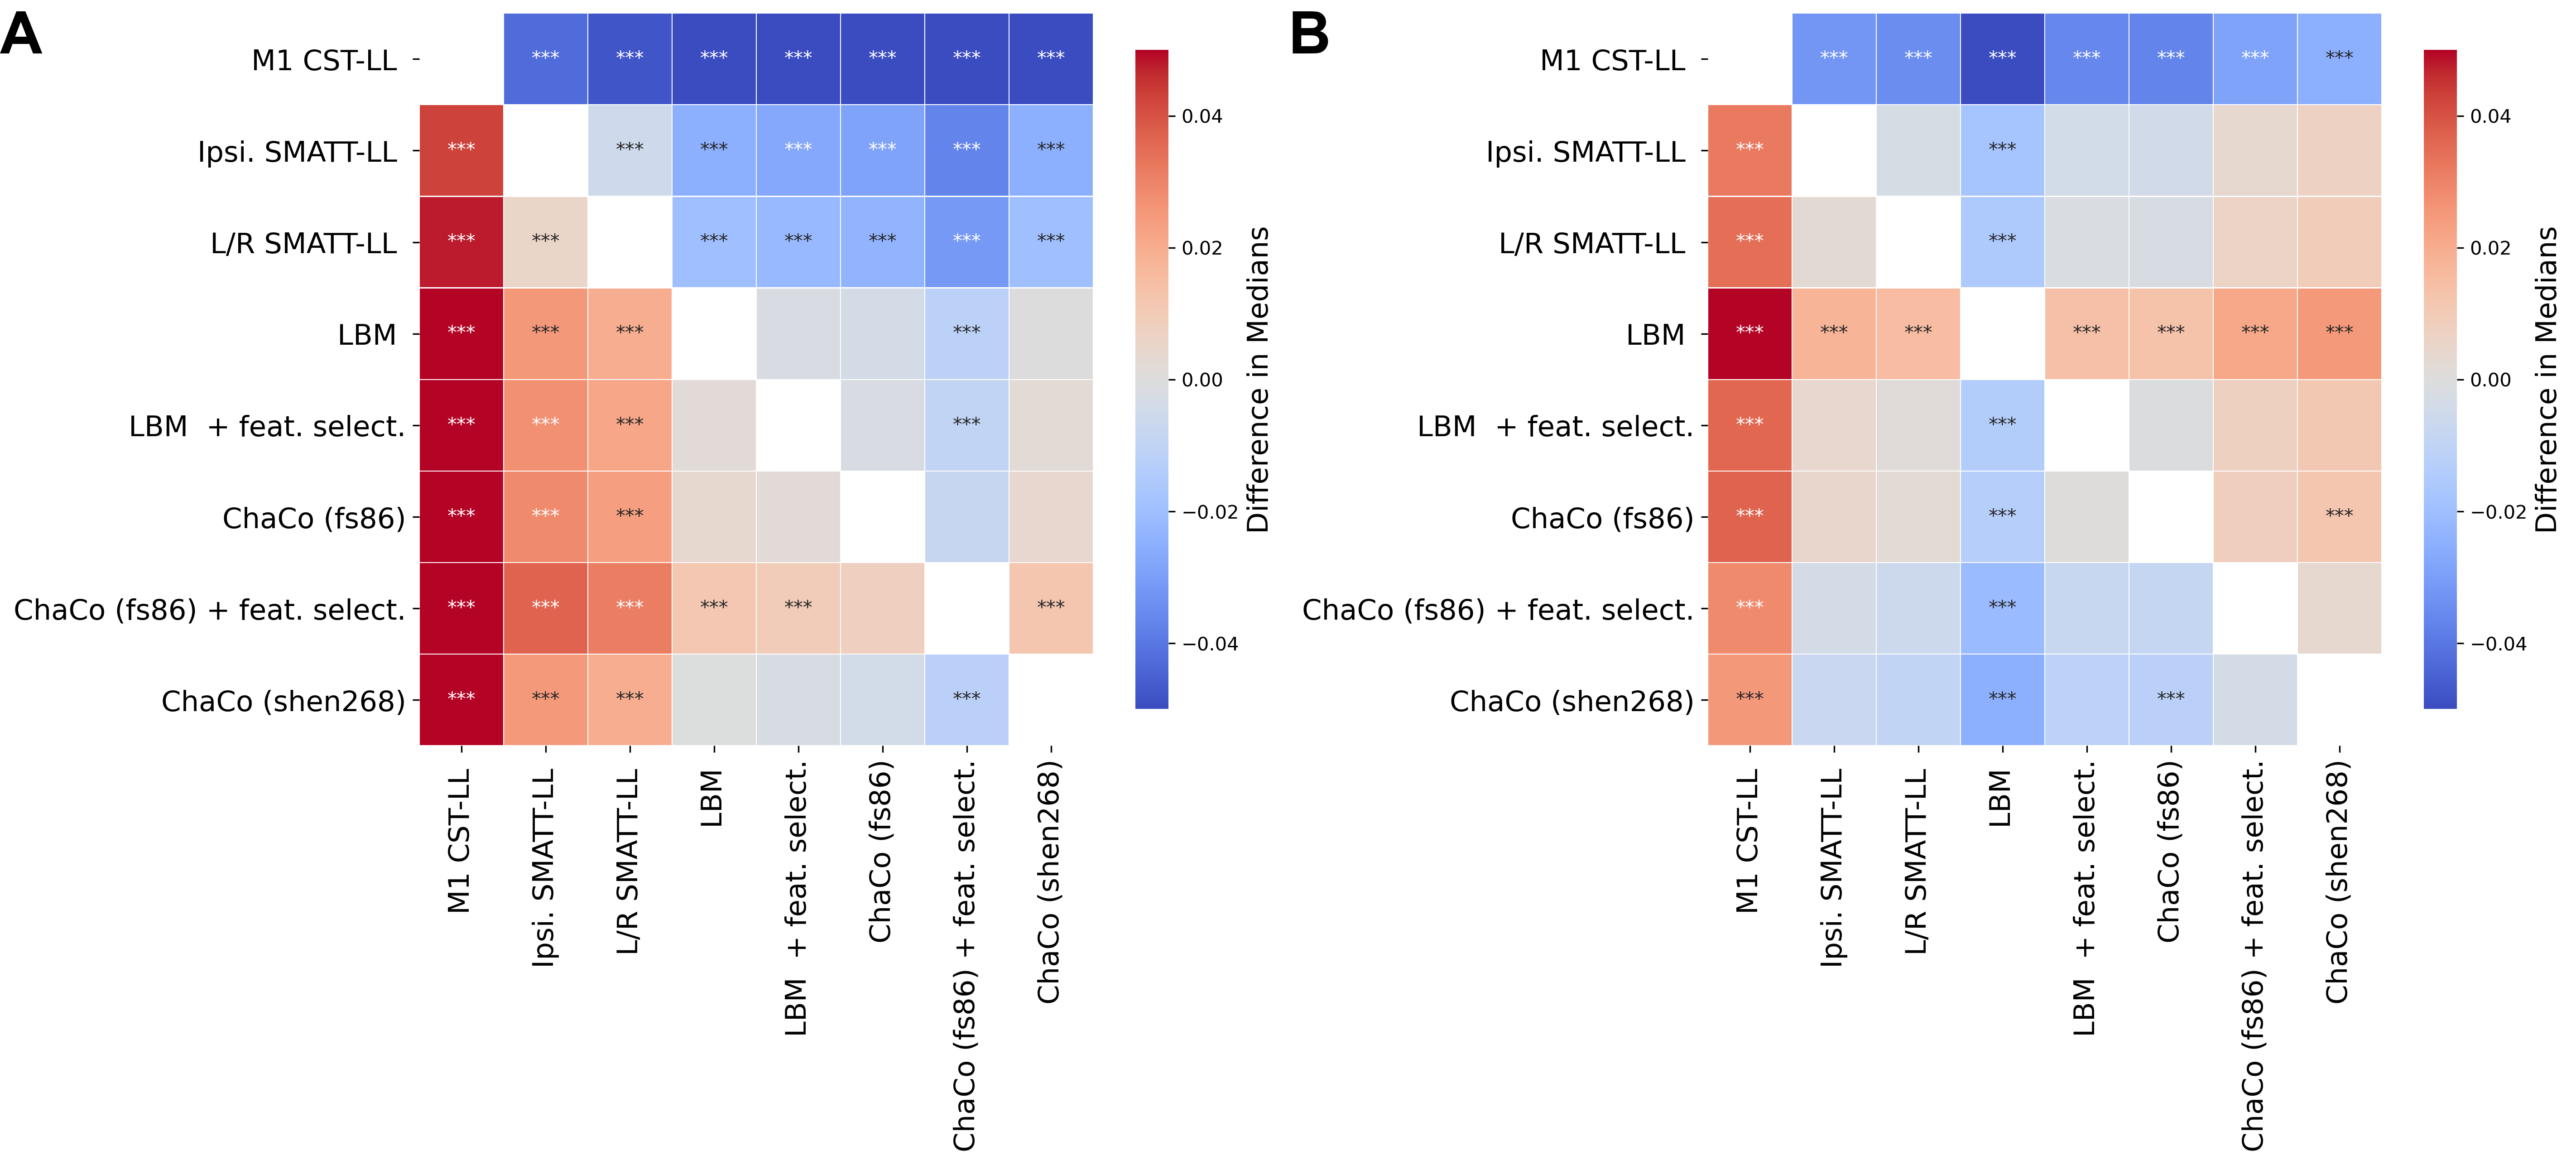 A
M1 CST-LL
*** *** *** *** *** *** ***
Ipsi. SMATT-LL
*** *** *** *** *** *** ***
L/R SMATT-LL
*** *** *** *** *** *** ***
LBM
*** *** *** ***
LBM + feat. select.
*** *** *** ***
ChaCo (fs86)
*** *** ***
ChaCo (fs86) + feat. select.
*** *** *** *** *** ***
ChaCo (shen268)
*** *** *** ***
M1 CST-LL
Ipsi. SMATT-LL
L/R SMATT-LL
LBM
LBM + feat. select.
ChaCo (fs86)
ChaCo (fs86) + feat. select.
ChaCo (shen268)
0.04
0.02
0.00
−0.02
−0.04
Difference in Medians
B
M1 CST-LL
*** *** *** *** *** *** ***
Ipsi. SMATT-LL
*** ***
L/R SMATT-LL
*** ***
LBM
*** *** *** *** *** *** ***
LBM + feat. select.
*** ***
ChaCo (fs86)
*** *** ***
ChaCo (fs86) + feat. select.
*** ***
ChaCo (shen268)
*** *** ***
M1 CST-LL
Ipsi. SMATT-LL
L/R SMATT-LL
LBM
LBM + feat. select.
ChaCo (fs86)
ChaCo (fs86) + feat. select.
ChaCo (shen268)
0.04
0.02
0.00
−0.02
−0.04
Difference in Medians